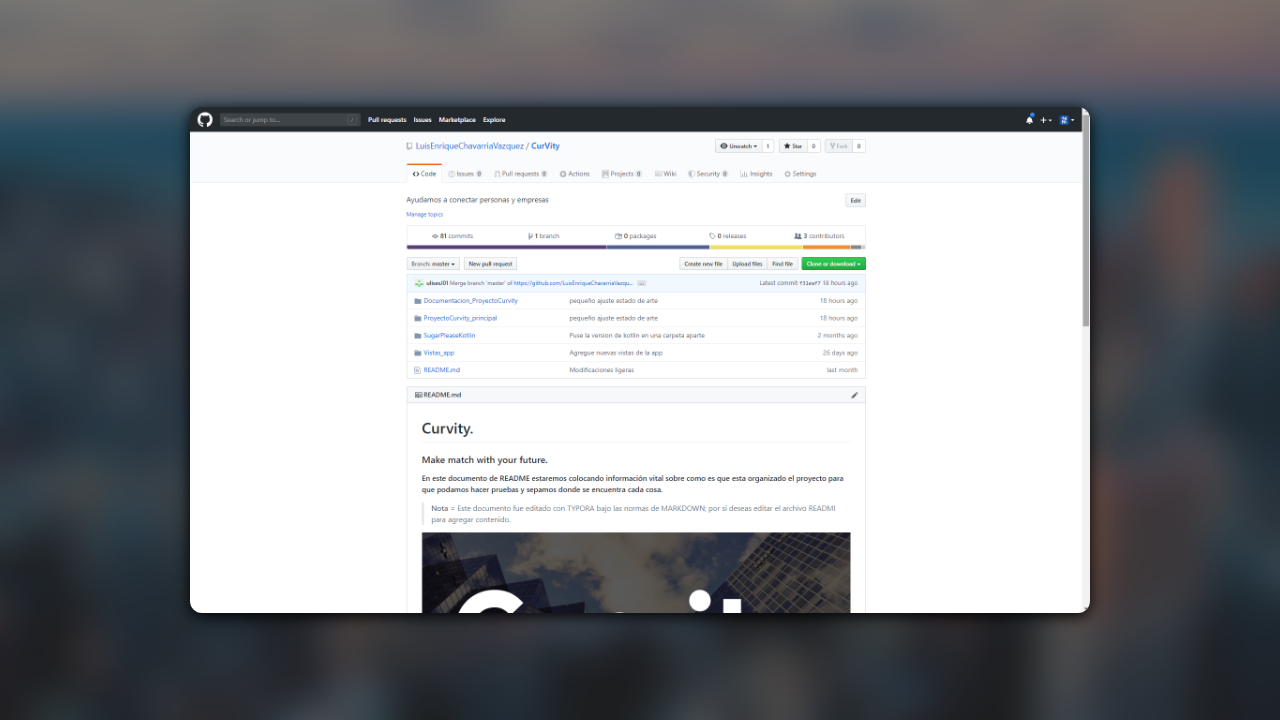 Search or jump to... /
Pull requests Issues Marketplace Explore
LuisEnriqueChavarriaVazquez / CurVity
Unwatch 1 Star 0 Fork 0
Code Issues 0 Pull requests 0 Actions Projects 0 Wiki Security 0 Insights Settings
Ayudamos a conectar personas y empresas
Edit
Manage topics
81 commits 1 branch 0 packages 0 releases 3 contributors
Branch: master New pull request Create new file Upload files Find file Clone or download
Merge branch 'master' of https://github.com/LuisEnriqueChavarriaVazqu... Latest commit 18 hours ago
Documentacion_ProyectoCurvity pequeño ajuste estado de arte 18 hours ago
ProyectoCurvity_principal pequeño ajuste estado de arte 18 hours ago
SugarPleaseKotlin Puse la version de kotlin en una carpeta aparte 2 months ago
Vistas_app Agregue nuevas vistas de la app 26 days ago
README.md Modificaciones ligeras last month
README.md
Curvity.
Make match with your future.
En este documento de README estaremos colocando información vital sobre como es que esta organizado el proyecto para
que podamos hacer pruebas y sepamos donde se encuentra cada cosa.
Nota = Este documento fue editado con TYPORA bajo las normas de MARKDOWN; por si deseas editar el archivo READMI
para agregar contenido.